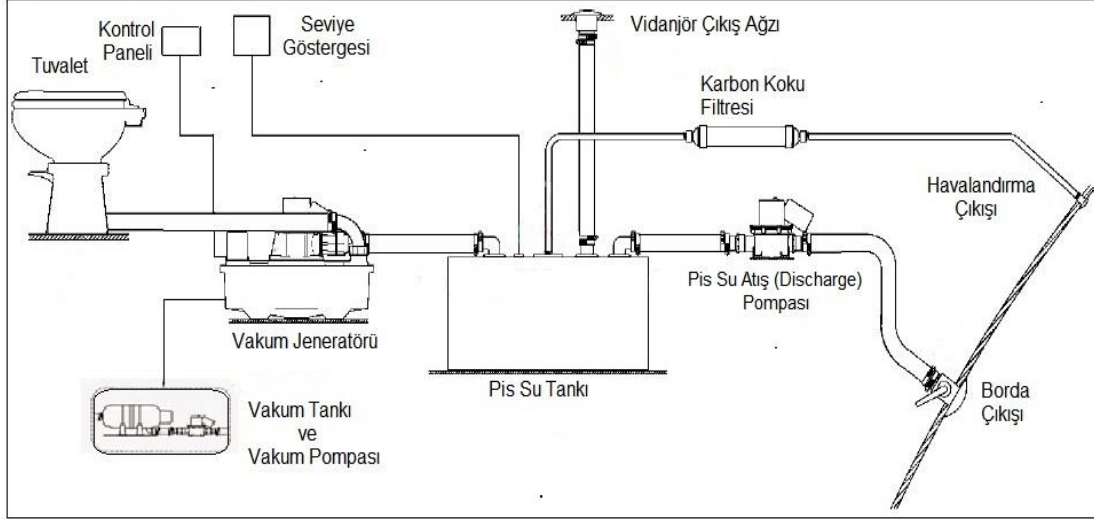 Tuvalet
Kontrol
Paneli
Seviye
Göstergesi
Vidanjör Çıkış Ağzı
Karbon Koku
Filtresi
Havalandırma
Çıkışı
Pis Su Atış (Discharge)
Pompası
Vakum Jeneratörü
Pis Su Tankı
Borda
Çıkışı
Vakum Tankı
ve
Vakum Pompası